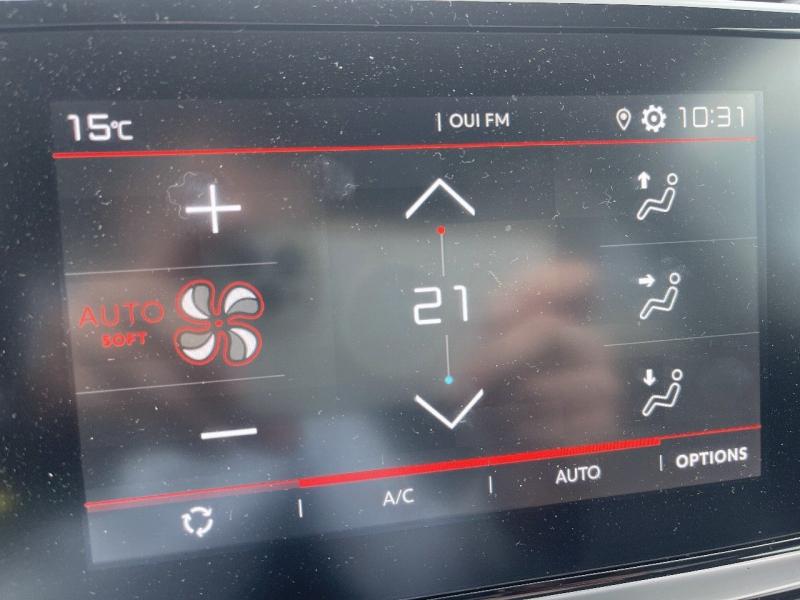 15°C
| OUI FM
10:31
AUTO
SOFT
21
A/C
AUTO
OPTIONS